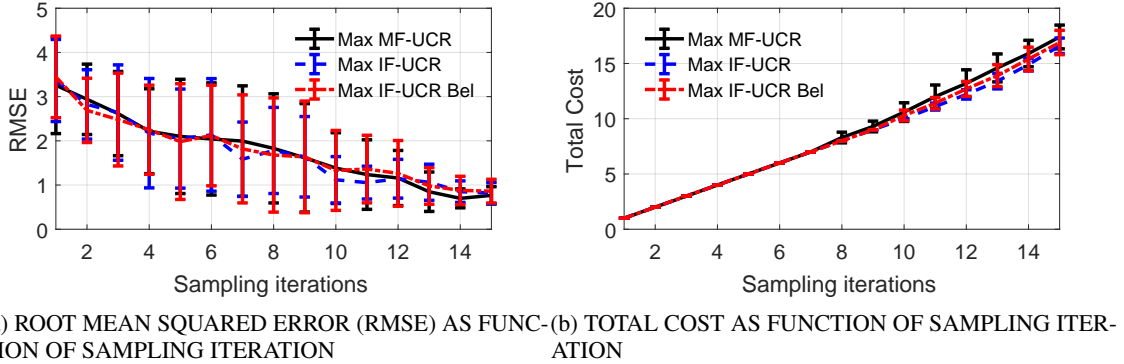 5
4
3
2
1
0
RMSE
2 4 6 8 10 12 14
Sampling iterations
Max MF-UCR
Max IF-UCR
Max IF-UCR Bel
20
15
10
5
0
Total Cost
2 4 6 8 10 12 14
Sampling iterations
Max MF-UCR
Max IF-UCR
Max IF-UCR Bel
) ROOT MEAN SQUARED ERROR (RMSE) AS FUNC-
ION OF SAMPLING ITERATION
(b) TOTAL COST AS FUNCTION OF SAMPLING ITER-
ATION